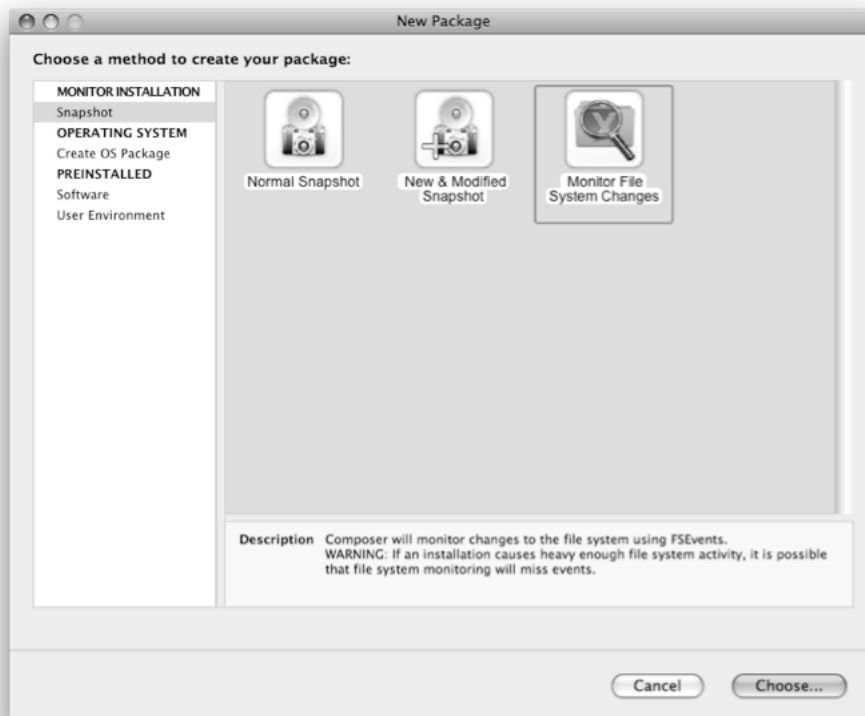 New Package
Choose a method to create your package:
MONITOR INSTALLATION
Snapshot
OPERATING SYSTEM
Create OS Package
PREINSTALLED
Software
User Environment
Normal Snapshot
New & Modified
Snapshot
Monitor File
System Changes
Description Composer will monitor changes to the file system using FSEvents.
WARNING: If an installation causes heavy enough file system activity, it is possible
that file system monitoring will miss events.
Cancel
Choose...